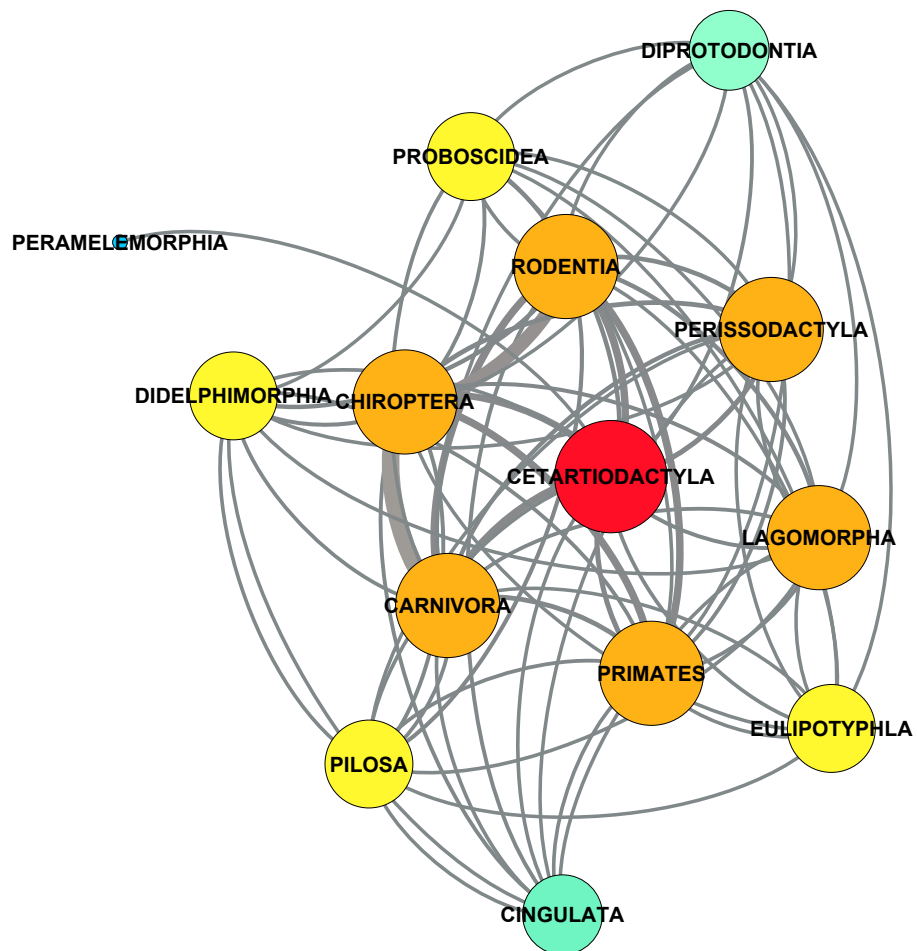 DIPROTODONTIA
PROBOSCIDEA
PERAMELEMORPHIA
RODENTIA
PERISSODACTYLA
DIDELPHIMORPHIA
CHIROPTERA
CETARTIODACTYLA
LAGOMORPHA
CARNIVORA
PRIMATES
EULIPOTYPHLA
PILOSA
CINGULATA